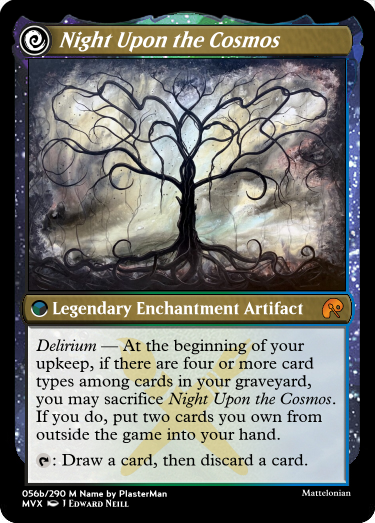 Night Upon the Cosmos
Legendary Enchantment Artifact
Delirium — At the beginning of your
upkeep, if there are four or more card
types among cards in your graveyard,
you may sacrifice Night Upon the Cosmos.
If you do, put two cards you own from
outside the game into your hand.
: Draw a card, then discard a card.
056b/290 M Name by PlasterMan
Mattelonian
MVX 1 Edward Neill